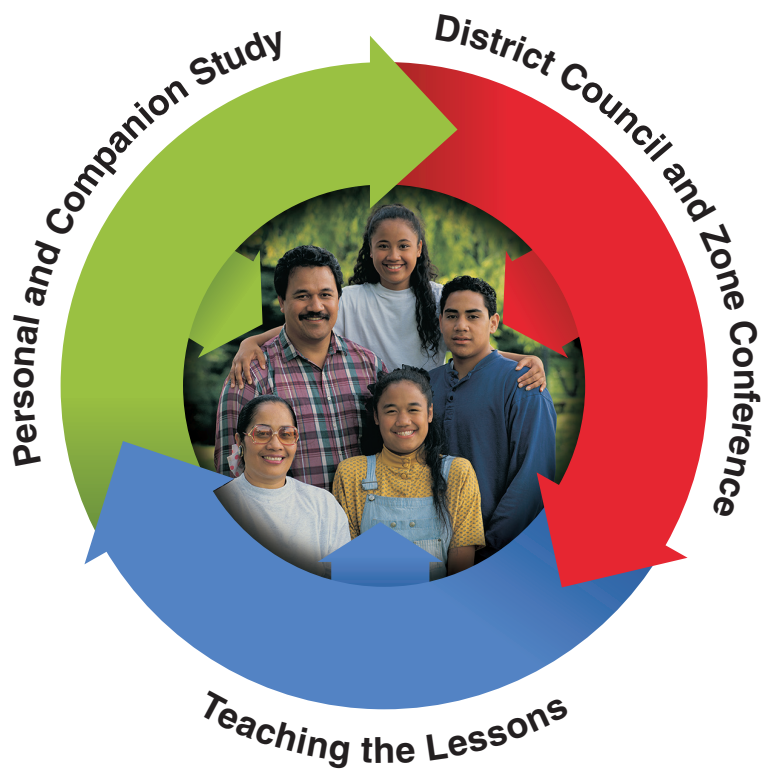 Personal and Companion Study
District Council and Zone Conference
Teaching the Lessons